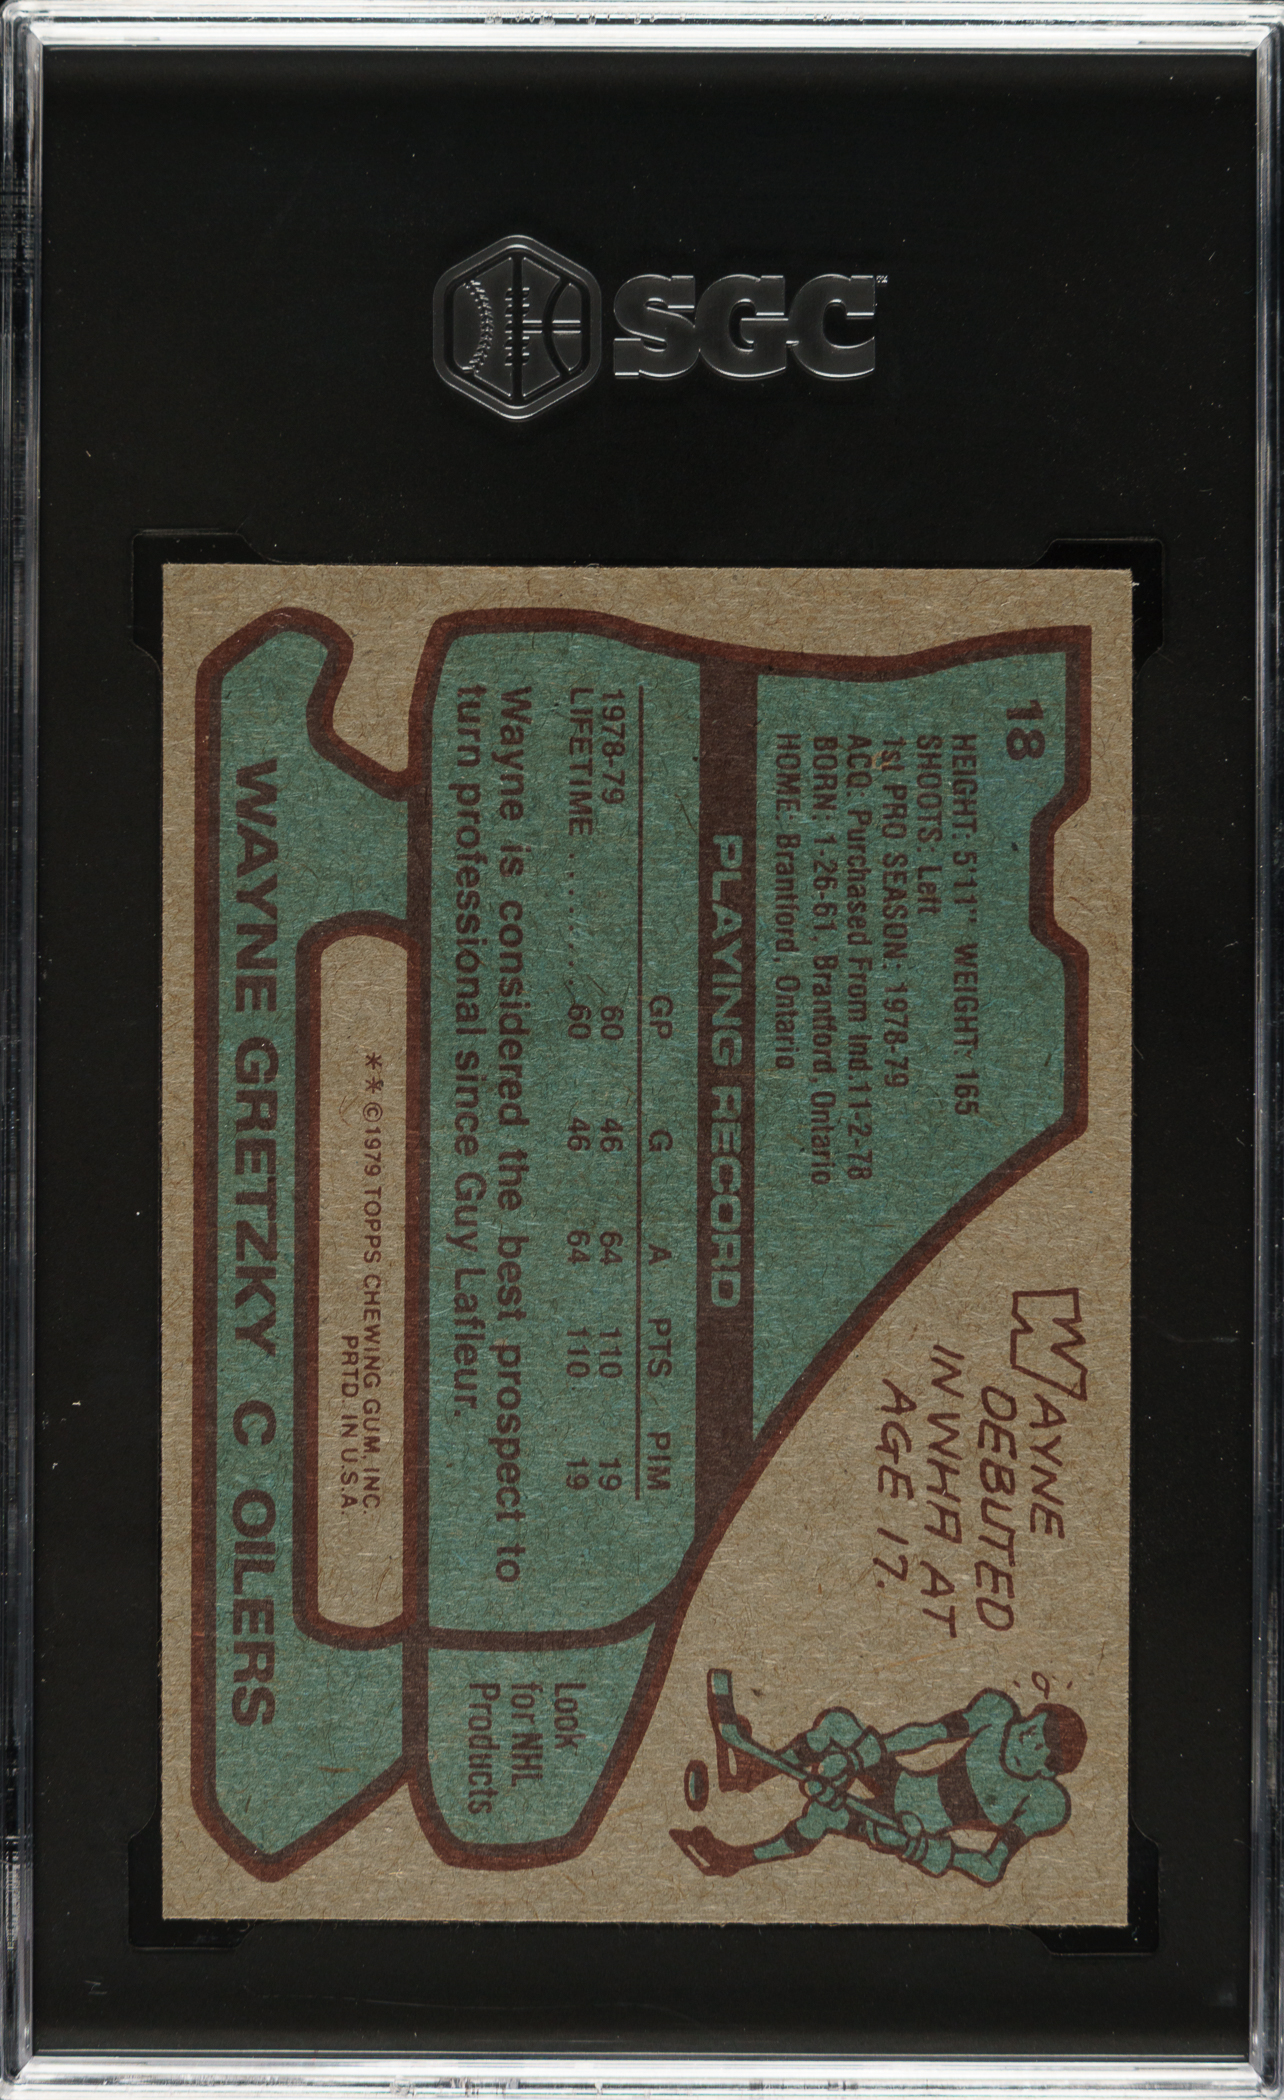 SGC™
18
HEIGHT: 5'11" WEIGHT: 165
SHOOTS: Left
1st PRO SEASON: 1978-79
ACQ: Purchased From Ind. 11-2-78
BORN: 1-26-61, Brantford, Ontario
HOME: Brantford, Ontario
WAYNE
DEBUTED
IN WHA AT
AGE 17.
PLAYING RECORD
GP G A PTS PIM
1978-79 60 46 64 110 19
LIFETIME ........ 60 46 64 110 19
Wayne is considered the best prospect to
turn professional since Guy Lafleur.
Look
for NHL
Products
**©1979 TOPPS CHEWING GUM, INC.
PRTD. IN U.S.A.
WAYNE GRETZKY C OILERS